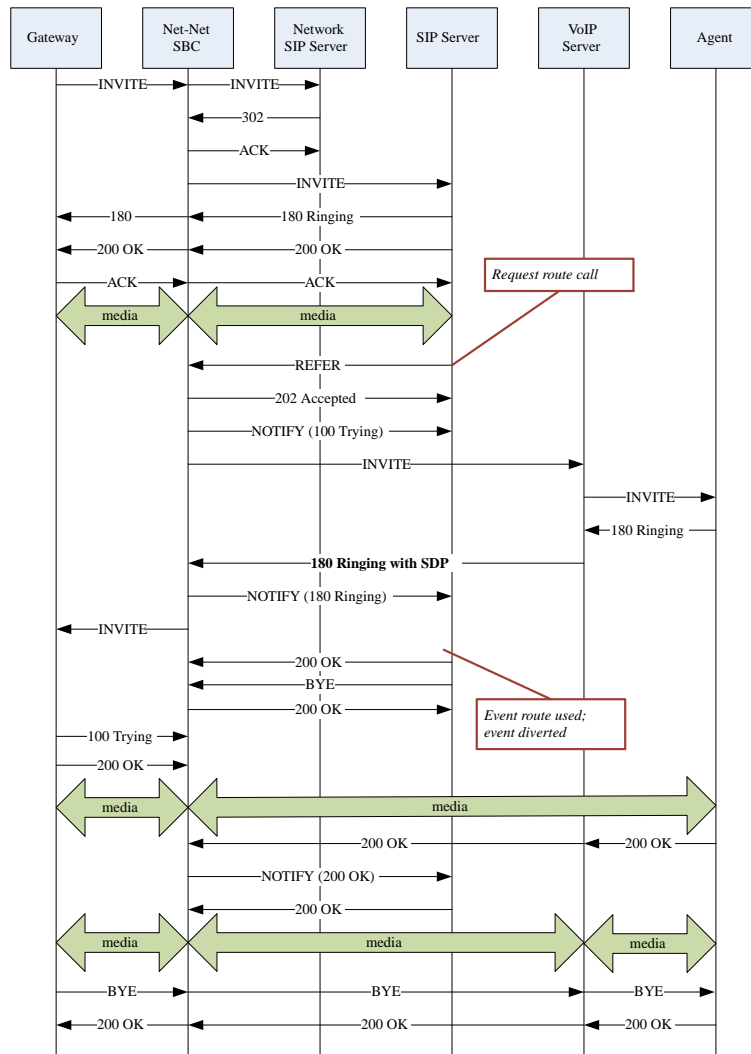 Gateway
Net-Net
SBC
Network
SIP Server
SIP Server
VoIP
Server
Agent
INVITE
INVITE
302
ACK
INVITE
180
180 Ringing
200 OK
200 OK
ACK
ACK
Request route call
media
media
REFER
202 Accepted
NOTIFY (100 Trying)
INVITE
INVITE
180 Ringing
180 Ringing with SDP
NOTIFY (180 Ringing)
INVITE
200 OK
BYE
200 OK
Event route used;
event diverted
100 Trying
200 OK
media
media
200 OK
200 OK
NOTIFY (200 OK)
200 OK
media
media
media
BYE
BYE
BYE
200 OK
200 OK
200 OK